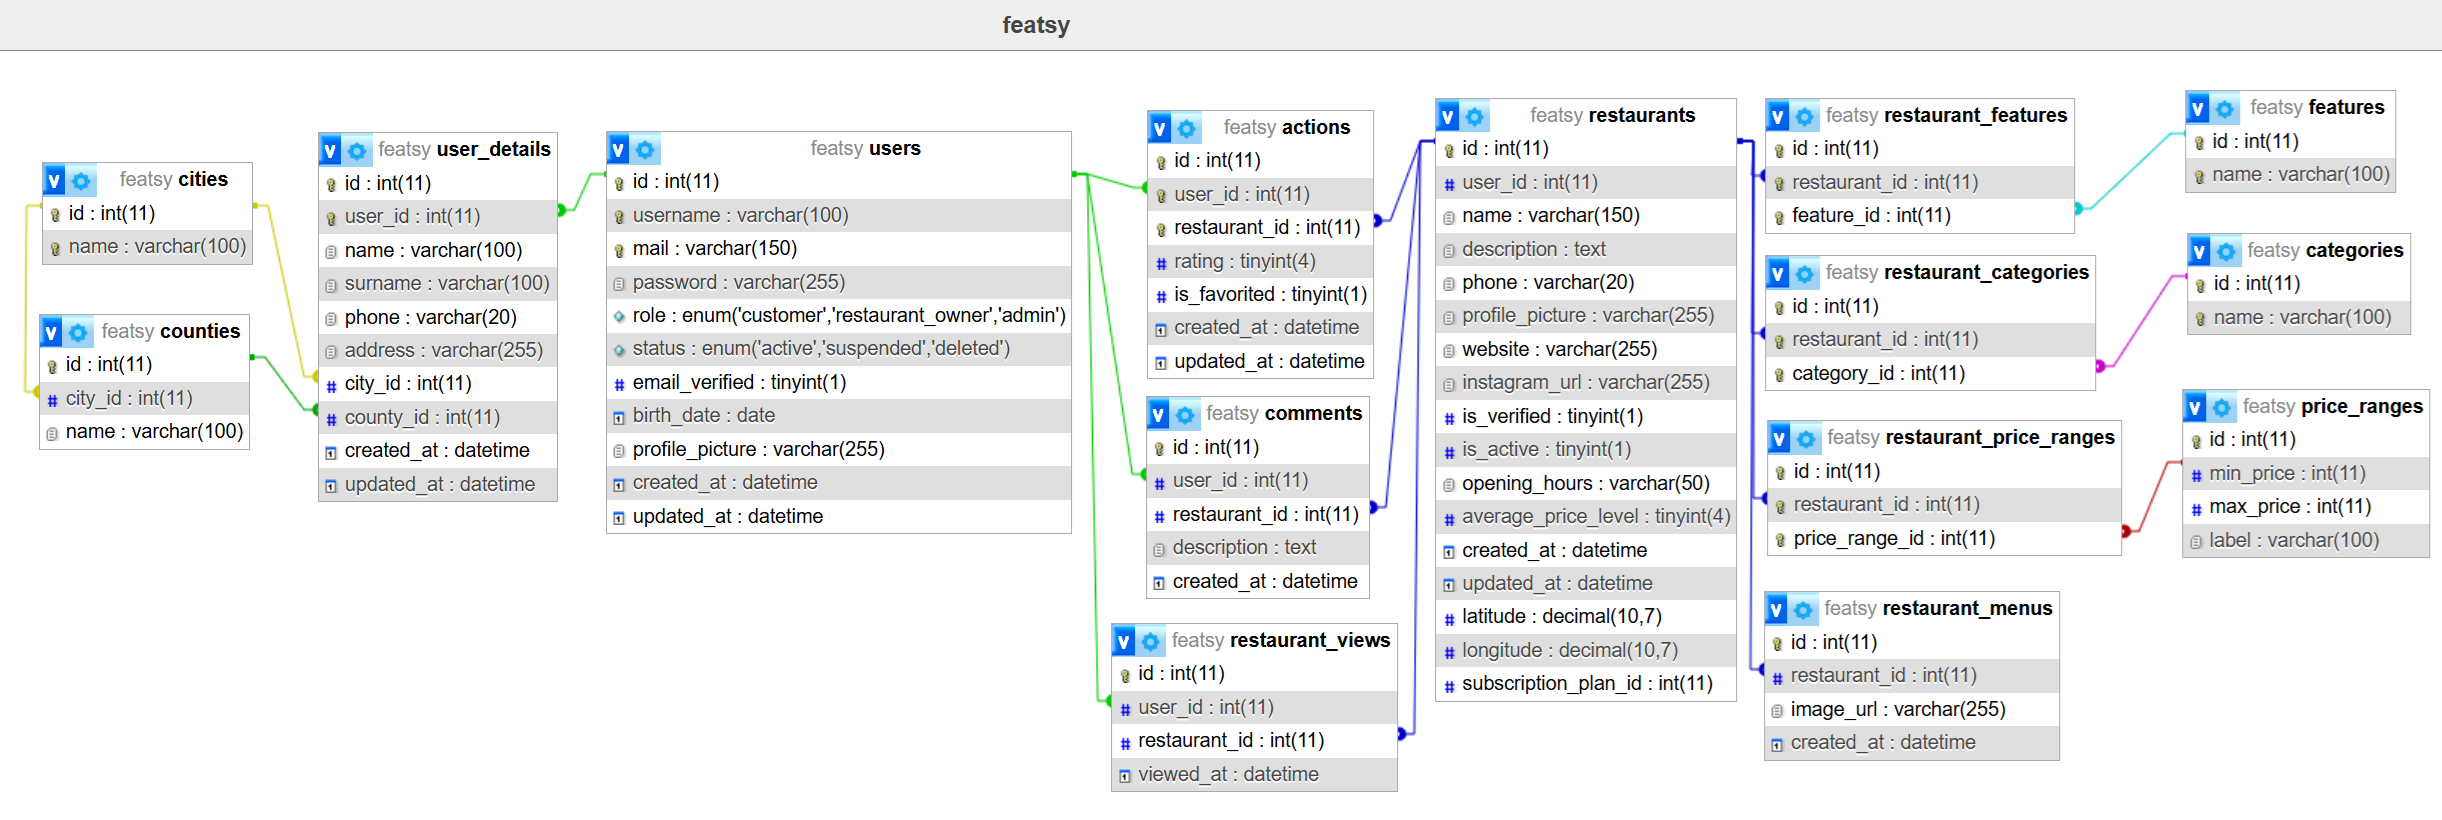 featsy
featsy cities
id : int(11)
name : varchar(100)
featsy counties
id : int(11)
city_id : int(11)
name : varchar(100)
featsy user_details
id : int(11)
user_id : int(11)
name : varchar(100)
surname : varchar(100)
phone : varchar(20)
address : varchar(255)
city_id : int(11)
county_id : int(11)
created_at : datetime
updated_at : datetime
featsy users
id : int(11)
username : varchar(100)
mail : varchar(150)
password : varchar(255)
role : enum('customer','restaurant_owner','admin')
status : enum('active','suspended','deleted')
email_verified : tinyint(1)
birth_date : date
profile_picture : varchar(255)
created_at : datetime
updated_at : datetime
featsy actions
id : int(11)
user_id : int(11)
restaurant_id : int(11)
rating : tinyint(4)
is_favorited : tinyint(1)
created_at : datetime
updated_at : datetime
featsy comments
id : int(11)
user_id : int(11)
restaurant_id : int(11)
description : text
created_at : datetime
featsy restaurant_views
id : int(11)
user_id : int(11)
restaurant_id : int(11)
viewed_at : datetime
featsy restaurants
id : int(11)
user_id : int(11)
name : varchar(150)
description : text
phone : varchar(20)
profile_picture : varchar(255)
website : varchar(255)
instagram_url : varchar(255)
is_verified : tinyint(1)
is_active : tinyint(1)
opening_hours : varchar(50)
average_price_level : tinyint(4)
created_at : datetime
updated_at : datetime
latitude : decimal(10,7)
longitude : decimal(10,7)
subscription_plan_id : int(11)
featsy restaurant_features
id : int(11)
restaurant_id : int(11)
feature_id : int(11)
featsy restaurant_categories
id : int(11)
restaurant_id : int(11)
category_id : int(11)
featsy restaurant_price_ranges
id : int(11)
restaurant_id : int(11)
price_range_id : int(11)
featsy restaurant_menus
id : int(11)
restaurant_id : int(11)
image_url : varchar(255)
created_at : datetime
featsy features
id : int(11)
name : varchar(100)
featsy categories
id : int(11)
name : varchar(100)
featsy price_ranges
id : int(11)
min_price : int(11)
max_price : int(11)
label : varchar(100)